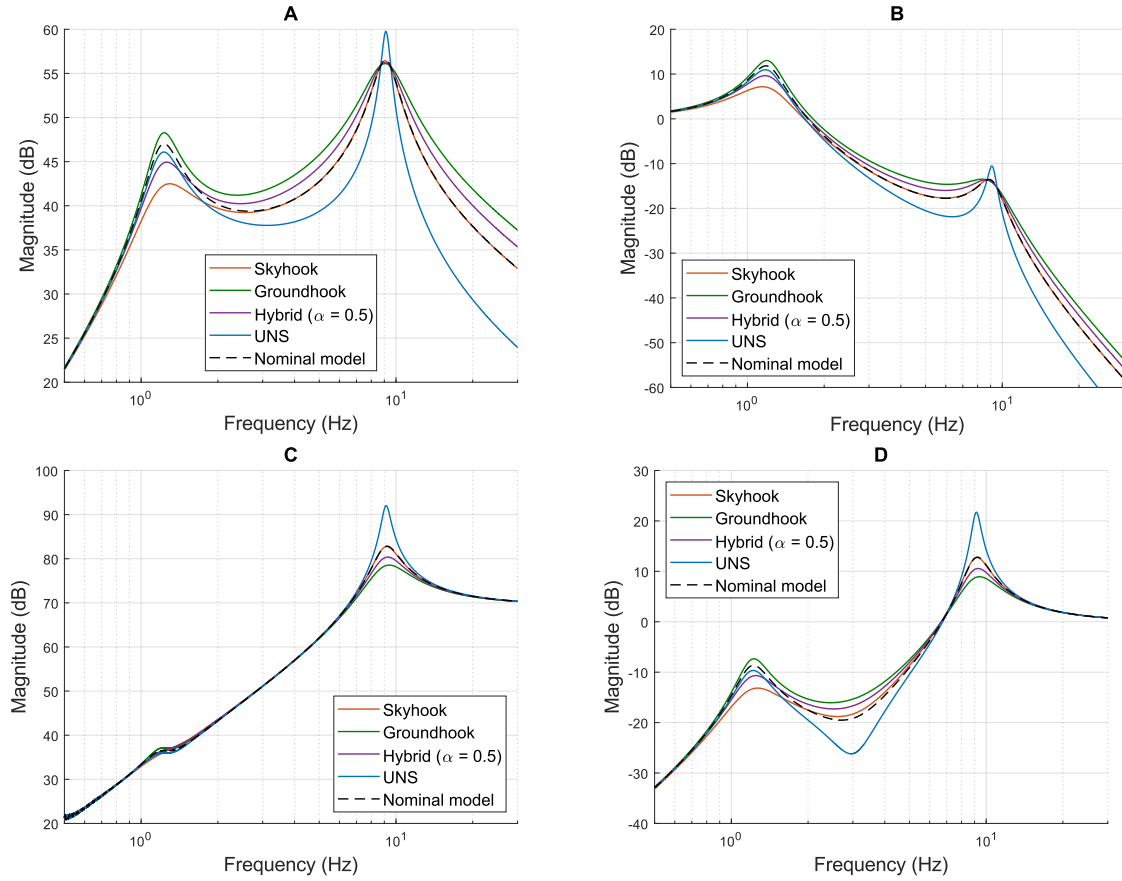 A
Magnitude (dB)
60
55
50
45
40
35
30
25
20
Skyhook
Groundhook
Hybrid (α = 0.5)
UNS
Nominal model
10^0
10^1
Frequency (Hz)
B
Magnitude (dB)
20
10
0
-10
-20
-30
-40
-50
-60
Skyhook
Groundhook
Hybrid (α = 0.5)
UNS
Nominal model
10^0
10^1
Frequency (Hz)
C
Magnitude (dB)
100
90
80
70
60
50
40
30
20
Skyhook
Groundhook
Hybrid (α = 0.5)
UNS
Nominal model
10^0
10^1
Frequency (Hz)
D
Magnitude (dB)
30
20
10
0
-10
-20
-30
-40
Skyhook
Groundhook
Hybrid (α = 0.5)
UNS
Nominal model
10^0
10^1
Frequency (Hz)